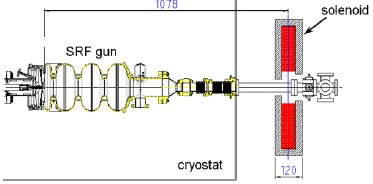 1078
solenoid
SRF gun
cryostat
120